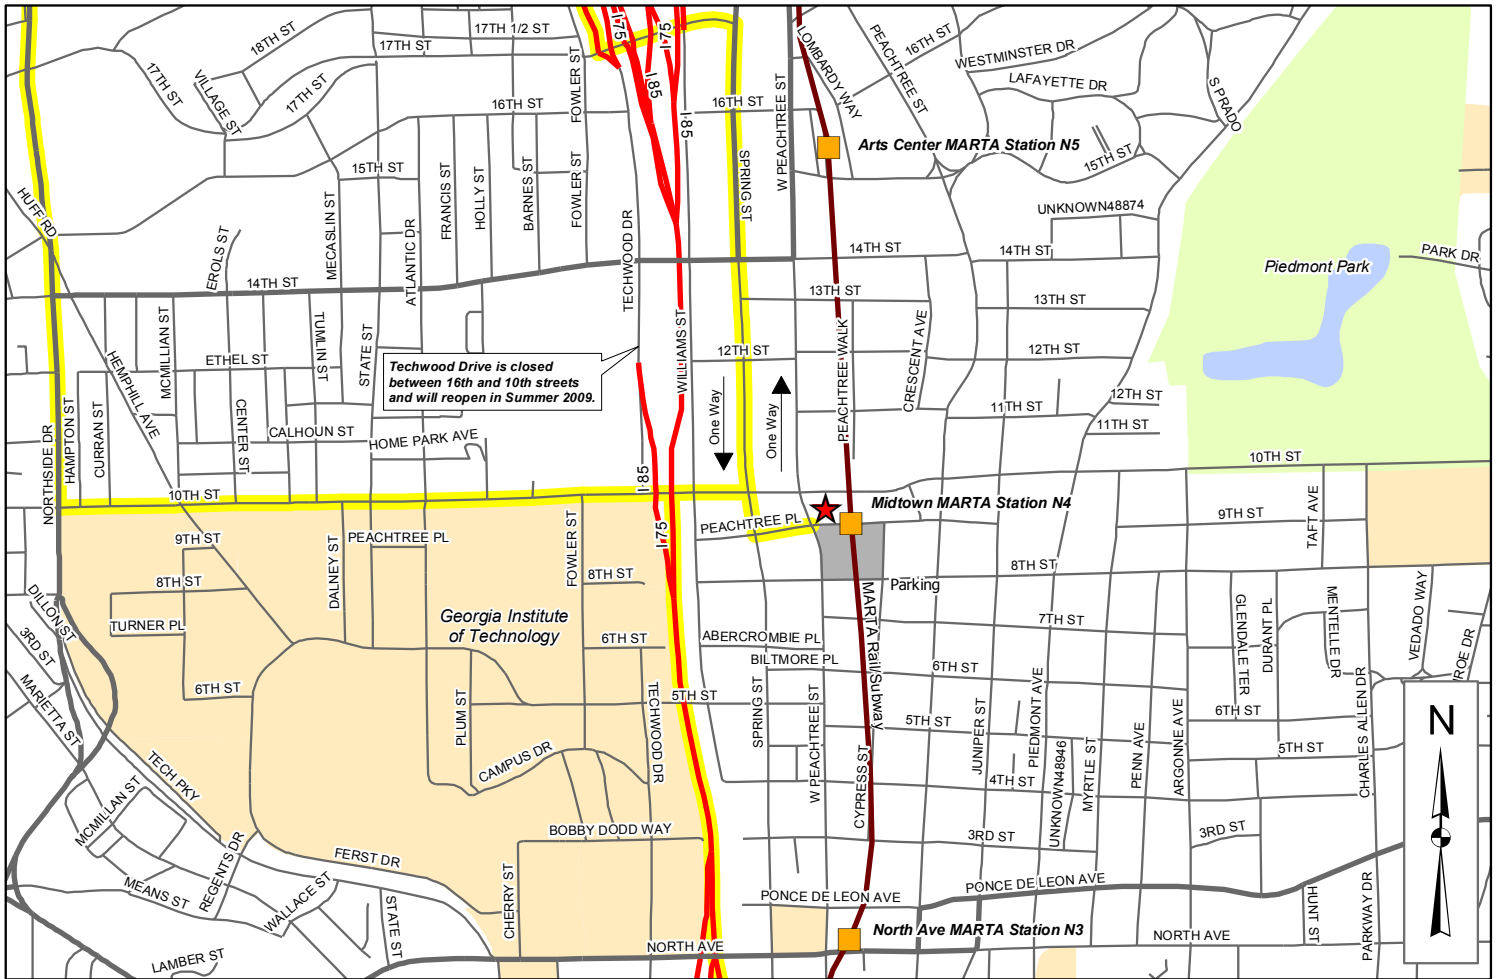 17TH 1/2 ST
18TH ST
17TH ST
FOWLER ST
I-75
I-75
LOMBARDY WAY
PEACHTREE ST
16TH ST
WESTMINSTER DR
17TH ST
VILLAGE ST
17TH ST
I-85
16TH ST
16TH ST
W PEACHTREE ST
LAFAYETTE DR
S PRADO
I-85
Arts Center MARTA Station N5
15TH ST
15TH ST
FRANCIS ST
HOLLY ST
BARNES ST
FOWLER ST
SPRING ST
HUFF RD
UNKNOWN48874
MECASLIN ST
ATLANTIC DR
TECHWOOD DR
EROLS ST
14TH ST
14TH ST
14TH ST
PARK DR
Piedmont Park
13TH ST
13TH ST
MCMILLIAN ST
TUMLIN ST
STATE ST
WILLIAMS ST
PEACHTREE WALK
CRESCENT AVE
HEMPHILL AVE
ETHEL ST
12TH ST
12TH ST
Techwood Drive is closed
between 16th and 10th streets
and will reopen in Summer 2009.
One Way
One Way
12TH ST
11TH ST
11TH ST
NORTHSIDE DR
HAMPTON ST
CURRAN ST
CENTER ST
CALHOUN ST
HOME PARK AVE
10TH ST
10TH ST
I-85
I-75
Midtown MARTA Station N4
PEACHTREE PL
9TH ST
TAFT AVE
9TH ST
DALNEY ST
PEACHTREE PL
FOWLER ST
8TH ST
8TH ST
8TH ST
Parking
DILLON ST
3RD ST
TURNER PL
Georgia Institute
of Technology
6TH ST
ABERCROMBIE PL
BILTMORE PL
MARTA Rail/Subway
7TH ST
6TH ST
GLENDALE TER
DURANT PL
MENTELLE DR
VEDADO WAY
ROE DR
MARIETTA ST
6TH ST
PLUM ST
TECHWOOD DR
5TH ST
SPRING ST
W PEACHTREE ST
CYPRESS ST
5TH ST
JUNIPER ST
PIEDMONT AVE
UNKNOWN48946
MYRTLE ST
PENN AVE
ARGONNE AVE
6TH ST
5TH ST
CHARLES ALLEN DR
N
TECH PKY
CAMPUS DR
4TH ST
MCMILLAN ST
BOBBY DODD WAY
3RD ST
3RD ST
REGENTS DR
FERST DR
MEANS ST
WALLACE ST
CHERRY ST
PONCE DE LEON AVE
PONCE DE LEON AVE
STATE ST
HUNT ST
PARKWAY DR
LAMBER ST
NORTH AVE
North Ave MARTA Station N3
NORTH AVE